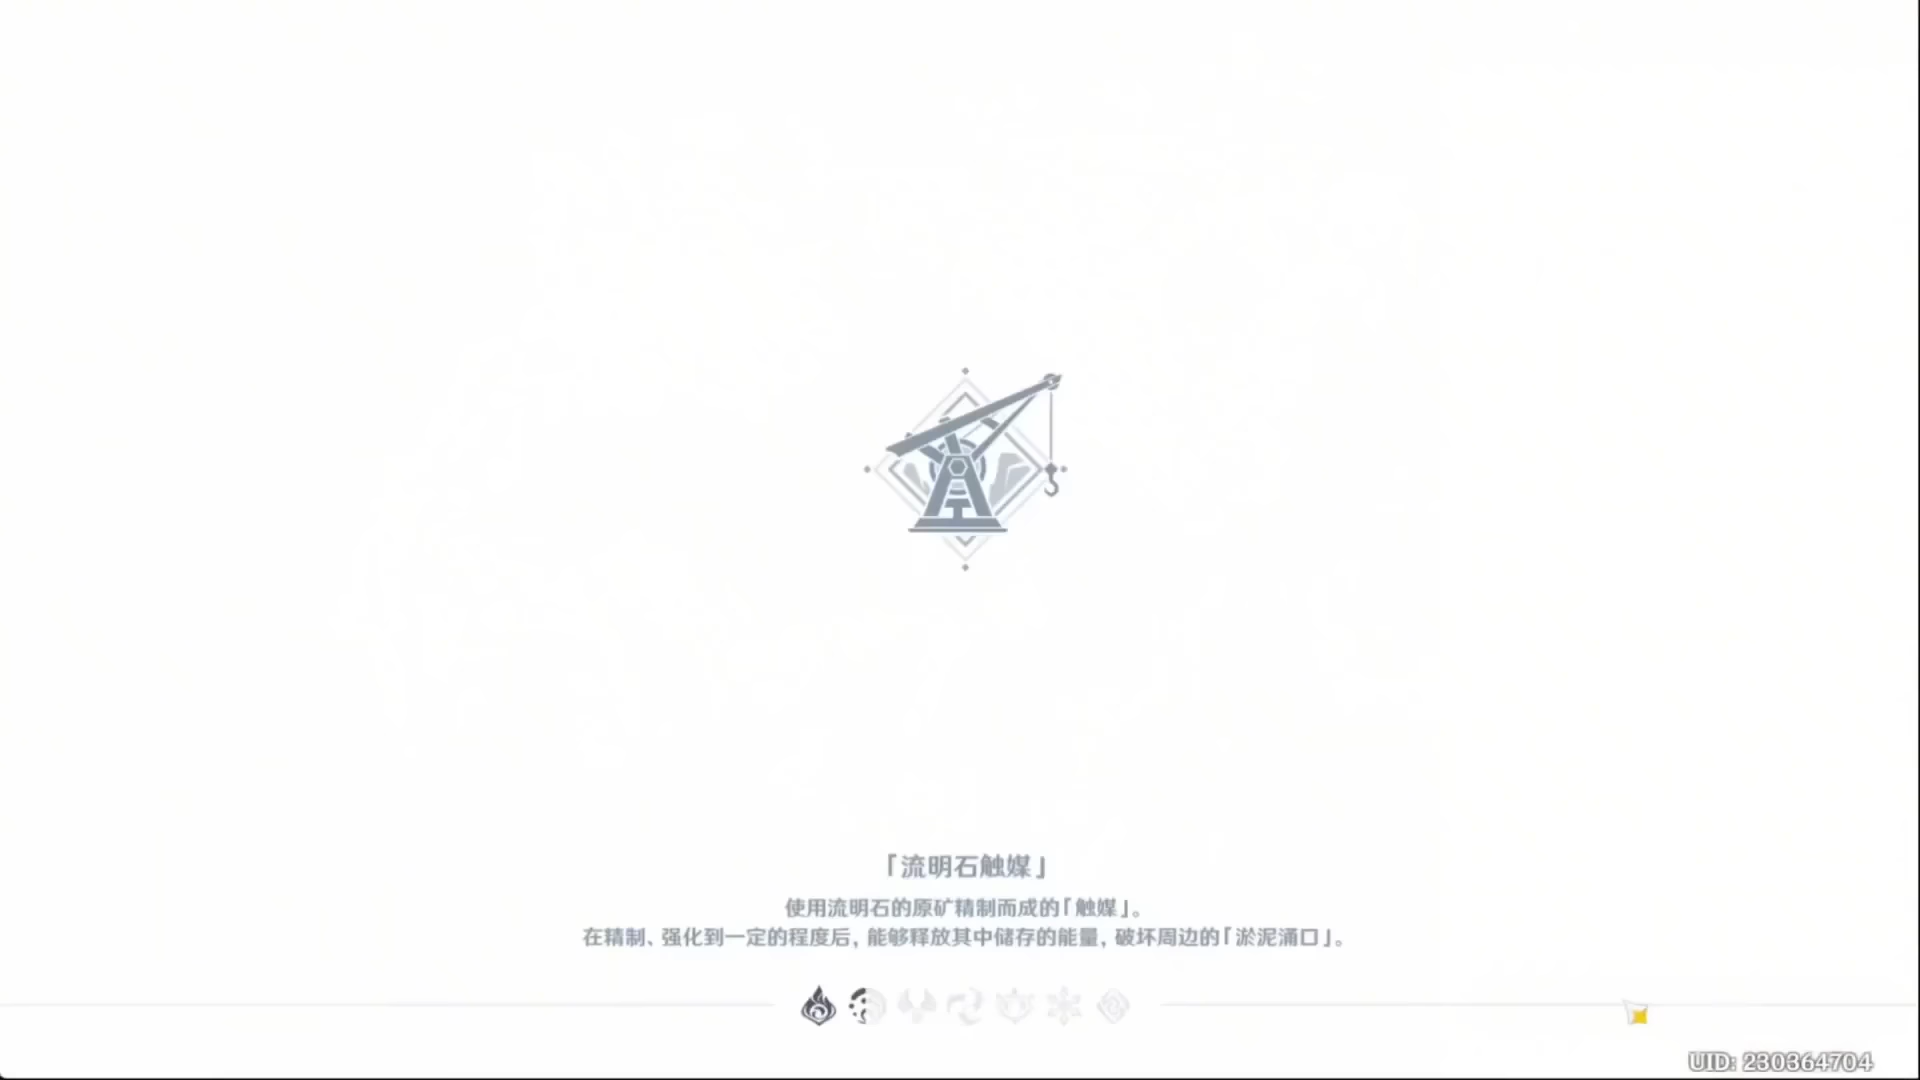 「流明石触媒」
使用流明石的原矿精制而成的「触媒」。
在精制、强化到一定的程度后，能够释放其中储存的能量，破坏周边的「淤泥涌口」。
UID: 230364704